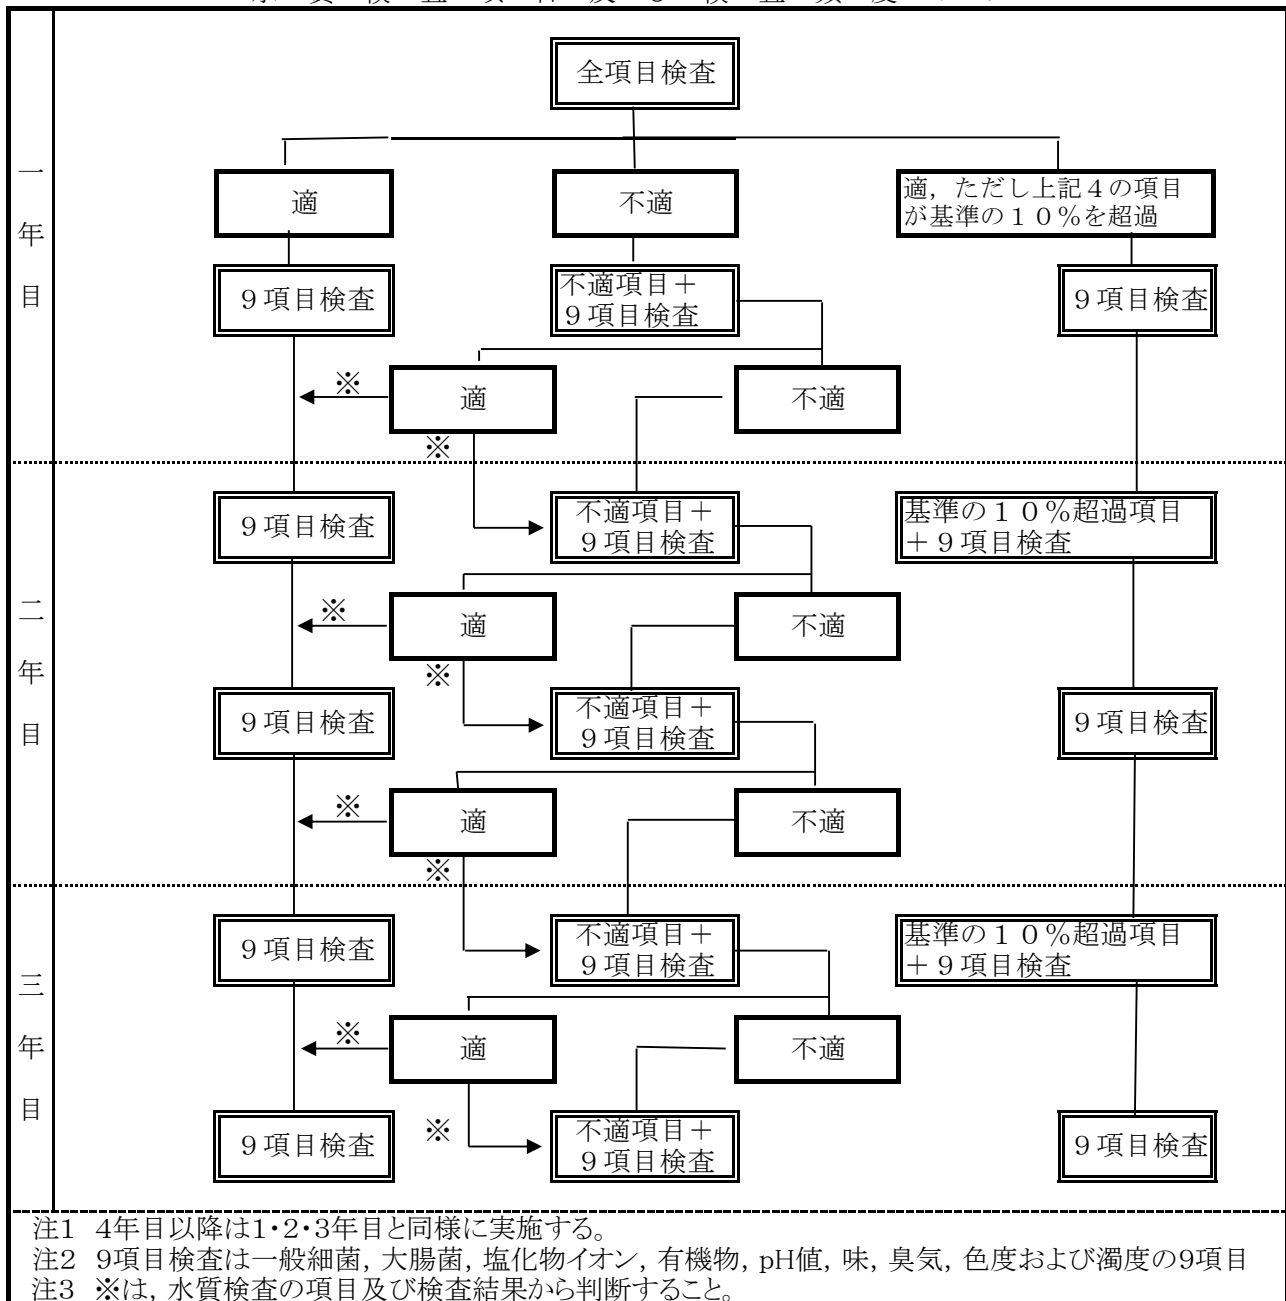 全項目検査
適
不適
適，ただし上記４の項目
が基準の１０％を超過
９項目検査
不適項目＋
９項目検査
９項目検査
※
適
不適
※
一年目
９項目検査
不適項目＋
９項目検査
基準の１０％超過項目
＋９項目検査
※
適
不適
※
９項目検査
不適項目＋
９項目検査
９項目検査
※
適
不適
※
二年目
９項目検査
不適項目＋
９項目検査
基準の１０％超過項目
＋９項目検査
※
適
不適
※
９項目検査
不適項目＋
９項目検査
９項目検査
三年目
注1 4年目以降は1・2・3年目と同様に実施する。
注2 9項目検査は一般細菌，大腸菌，塩化物イオン，有機物，pH値，味，臭気，色度および濁度の9項目
注3 ※は，水質検査の項目及び検査結果から判断すること。